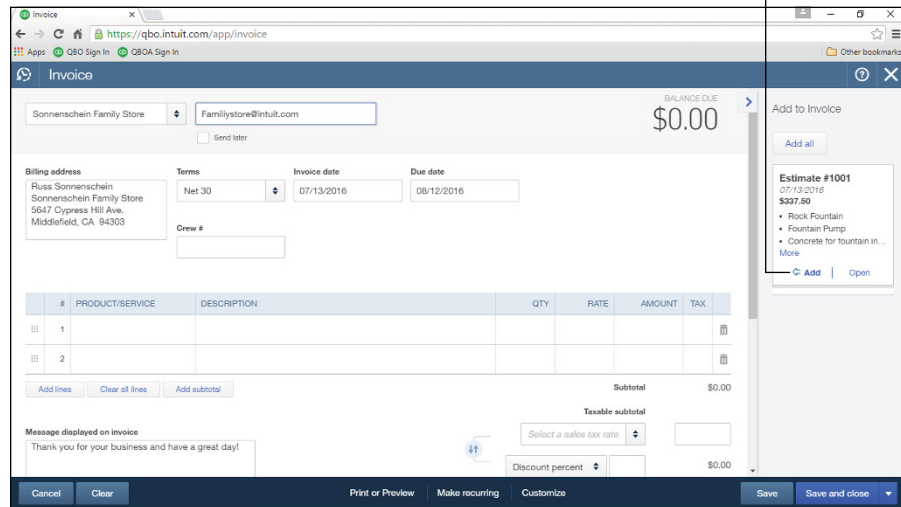 Invoice
https://qbo.intuit.com/app/invoice
Apps QBO Sign In QBOA Sign In Other bookmarks
Invoice
Sonnenschein Family Store Familiystore@intuit.com
Send later
BALANCE DUE
$0.00
Billing address
Russ Sonnenschein
Sonnenschein Family Store
5647 Cypress Hill Ave.
Middlefield, CA 94303
Terms
Net 30
Invoice date
07/13/2016
Due date
08/12/2016
Crew #
# PRODUCT/SERVICE DESCRIPTION QTY RATE AMOUNT TAX
1
2
Add lines Clear all lines Add subtotal
Subtotal $0.00
Taxable subtotal
Select a sales tax rate
Discount percent $0.00
Message displayed on invoice
Thank you for your business and have a great day!
Add to Invoice
Add all
Estimate #1001
07/13/2016
$337.50
• Rock Fountain
• Fountain Pump
• Concrete for fountain in...
More
Add Open
Cancel Clear Print or Preview Make recurring Customize Save Save and close